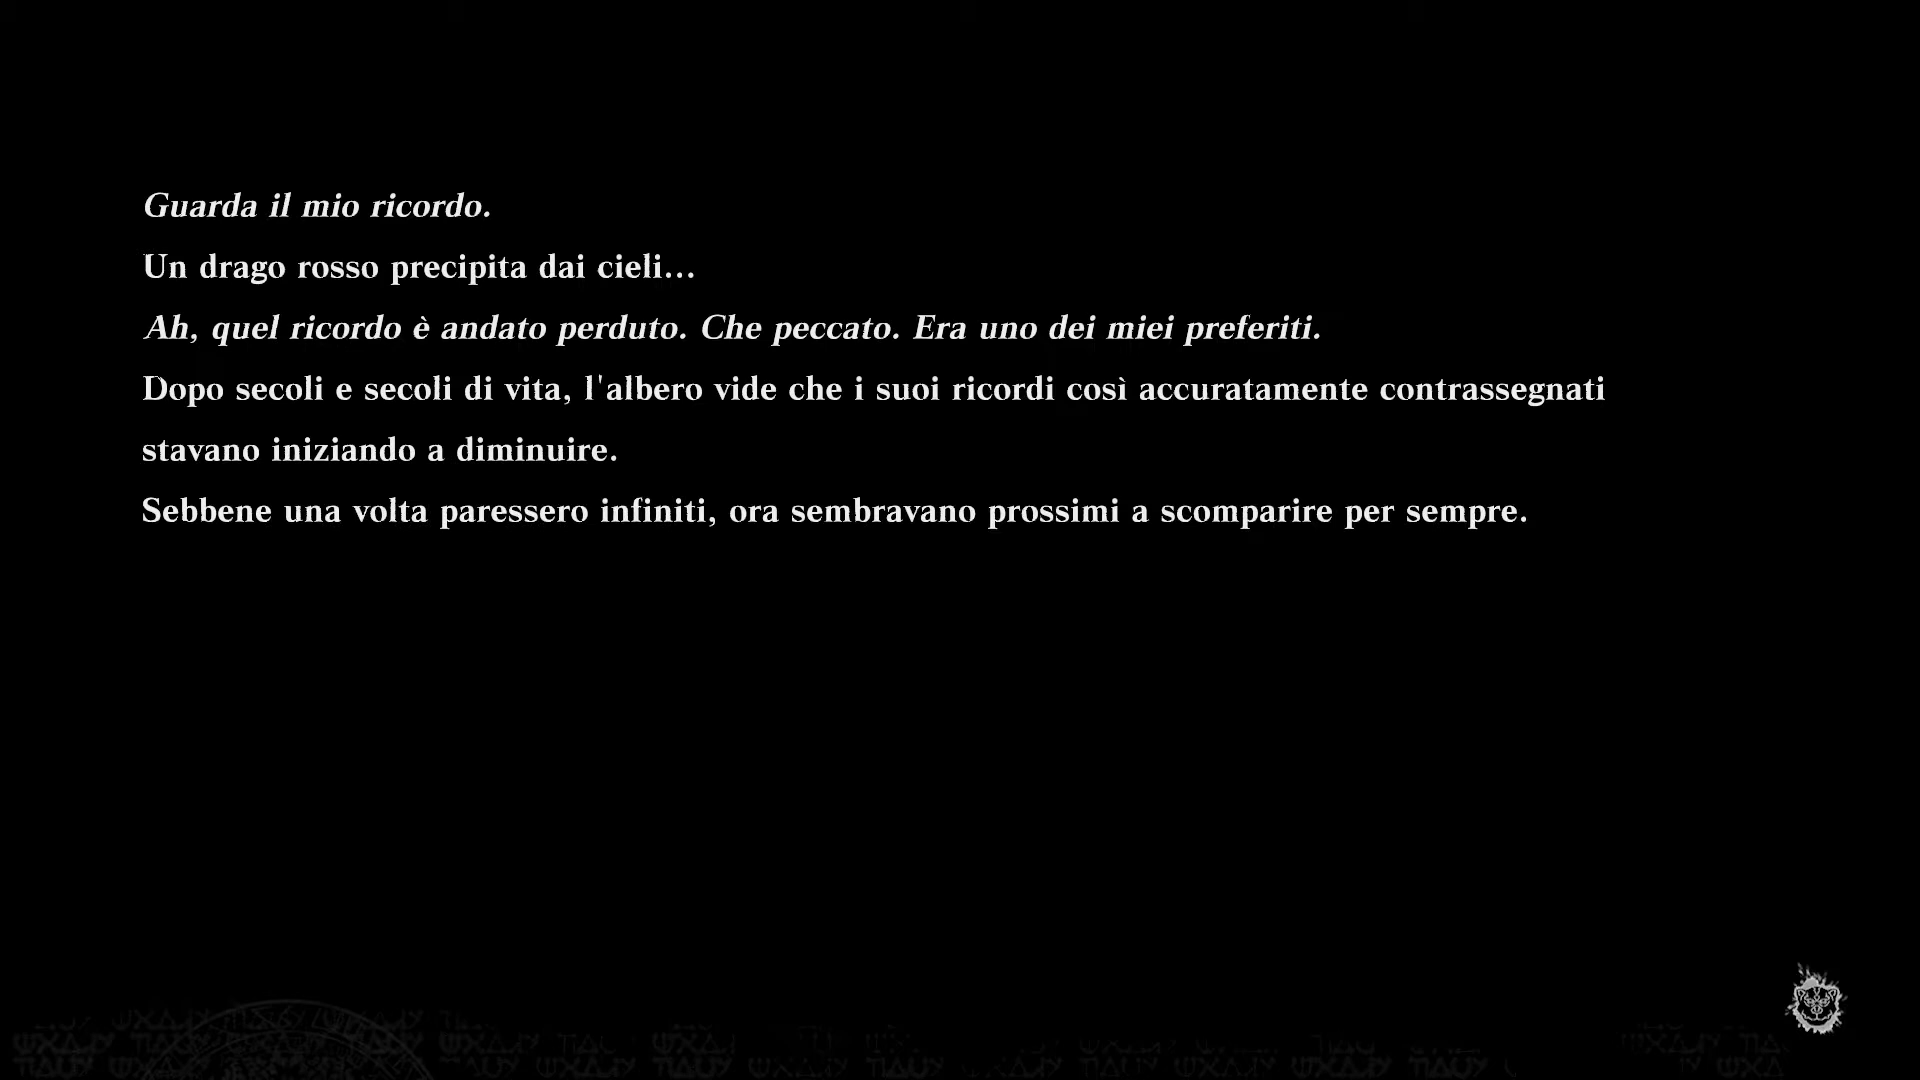 Guarda il mio ricordo.
Un drago rosso precipita dai cieli...
Ah, quel ricordo è andato perduto. Che peccato. Era uno dei miei preferiti.
Dopo secoli e secoli di vita, l'albero vide che i suoi ricordi così accuratamente contrassegnati
stavano iniziando a diminuire.
Sebbene una volta paressero infiniti, ora sembravano prossimi a scomparire per sempre.